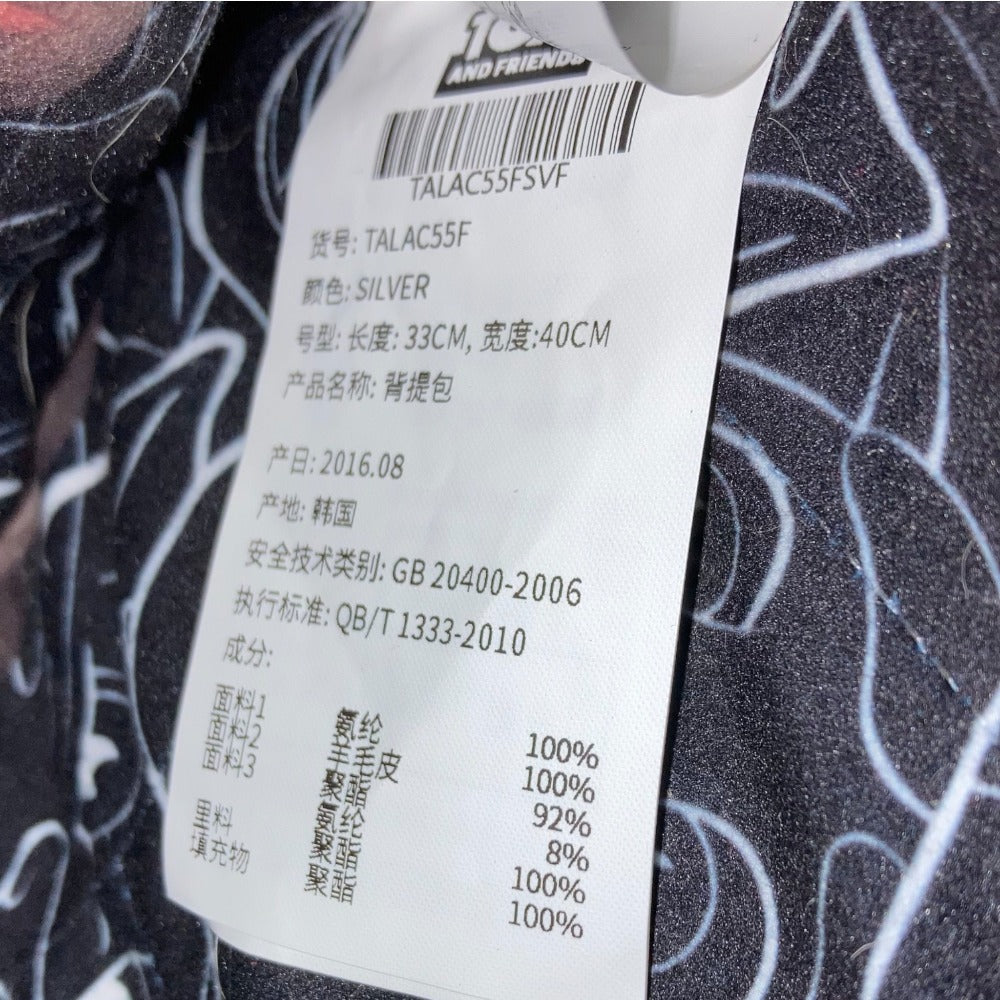 AND FRIENDS
TALAC55FSVF
货号: TALAC55F
颜色: SILVER
号型: 长度: 33CM, 宽度:40CM
产品名称: 背提包
产日: 2016.08
产地: 韩国
安全技术类别: GB 20400-2006
执行标准: QB/T 1333-2010
成分:
面料1 氨纶 100%
面料2 羊毛皮 100%
面料3 聚酯 92%
氨纶 8%
里料 聚酯 100%
填充物 聚酯 100%